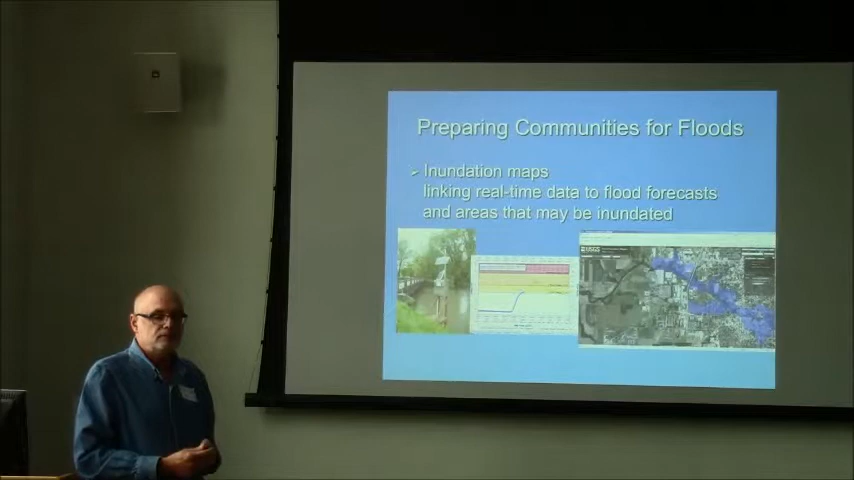 Preparing Communities for Floods
➢ Inundation maps
linking real-time data to flood forecasts
and areas that may be inundated